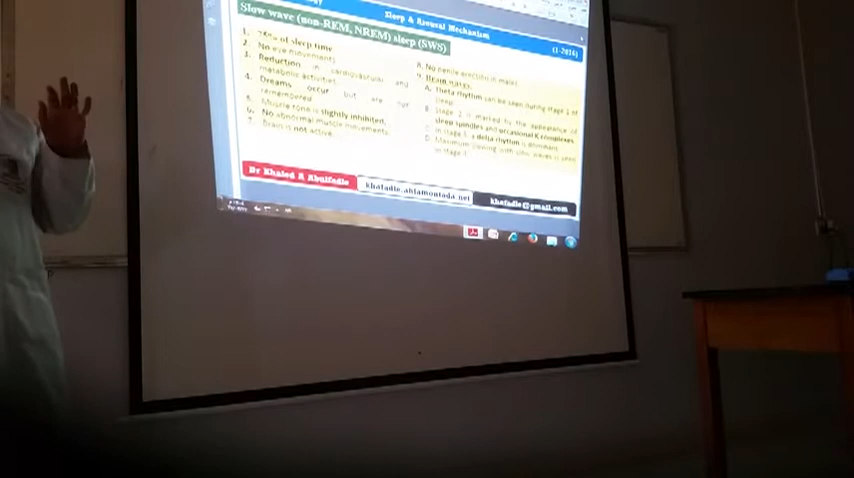 Sleep & Arousal Mechanism
(1-2016)
Slow wave (non-REM, NREM) sleep (SWS)
1. 75% of sleep time
2. No eye movements
3. Reduction in cardiovascular and
metabolic activities.
4. Dreams occur but are not
remembered
5. Muscle tone is slightly inhibited,
6. No abnormal muscle movements
7. Brain is not active
8. No penile erection in males
9. Brain waves:
A. Theta rhythm can be seen during stage 1 of
sleep
B. Stage 2 is marked by the appearance of
sleep spindles and occasional K complexes
C. In stage 3, a delta rhythm is dominant
D. Maximum slowing with slow waves is seen
in stage
Dr Khaled A Abulfadle
khafadle.ahlamontada.net
khafadle@gmail.com